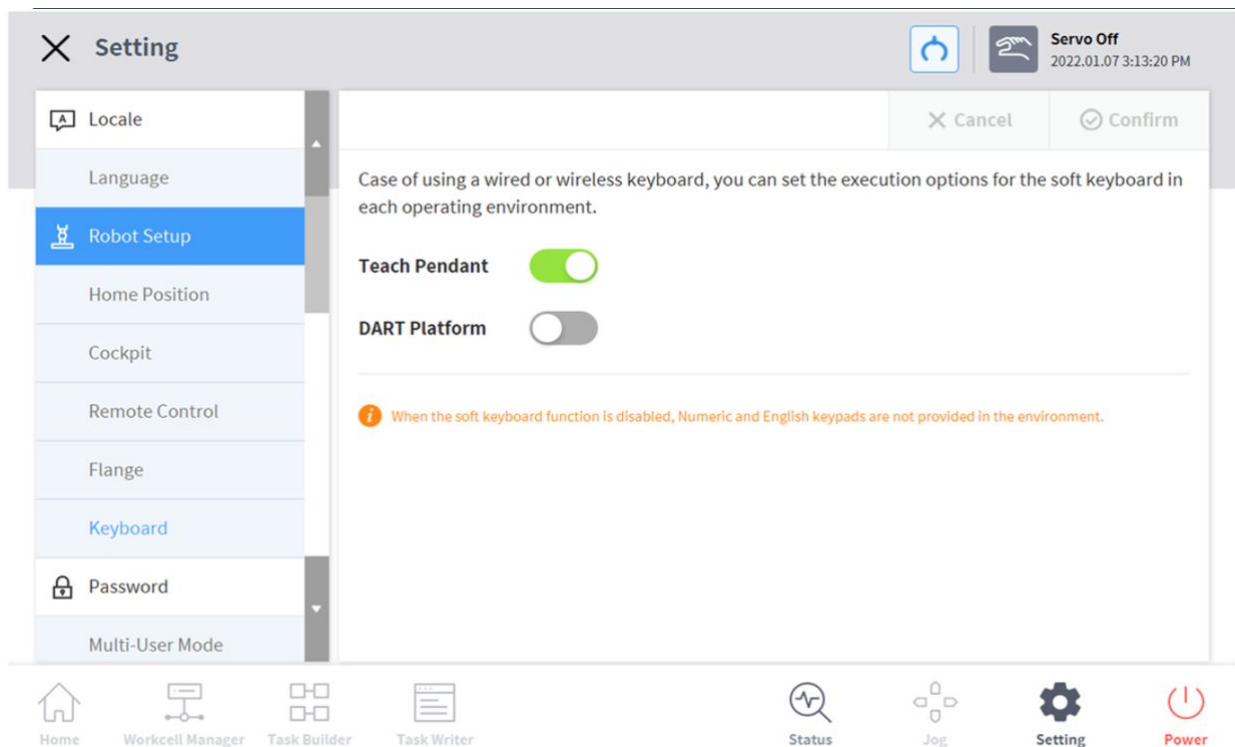 Setting
Servo Off
2022.01.07 3:13:20 PM
A
Locale
Language
Robot Setup
Home Position
Cockpit
Remote Control
Flange
Keyboard
Password
Multi-User Mode
Cancel
Confirm
Case of using a wired or wireless keyboard, you can set the execution options for the soft keyboard in
each operating environment.
Teach Pendant
DART Platform
i When the soft keyboard function is disabled, Numeric and English keypads are not provided in the environment.
Home
Workcell Manager
Task Builder
Task Writer
Status
Jog
Setting
Power